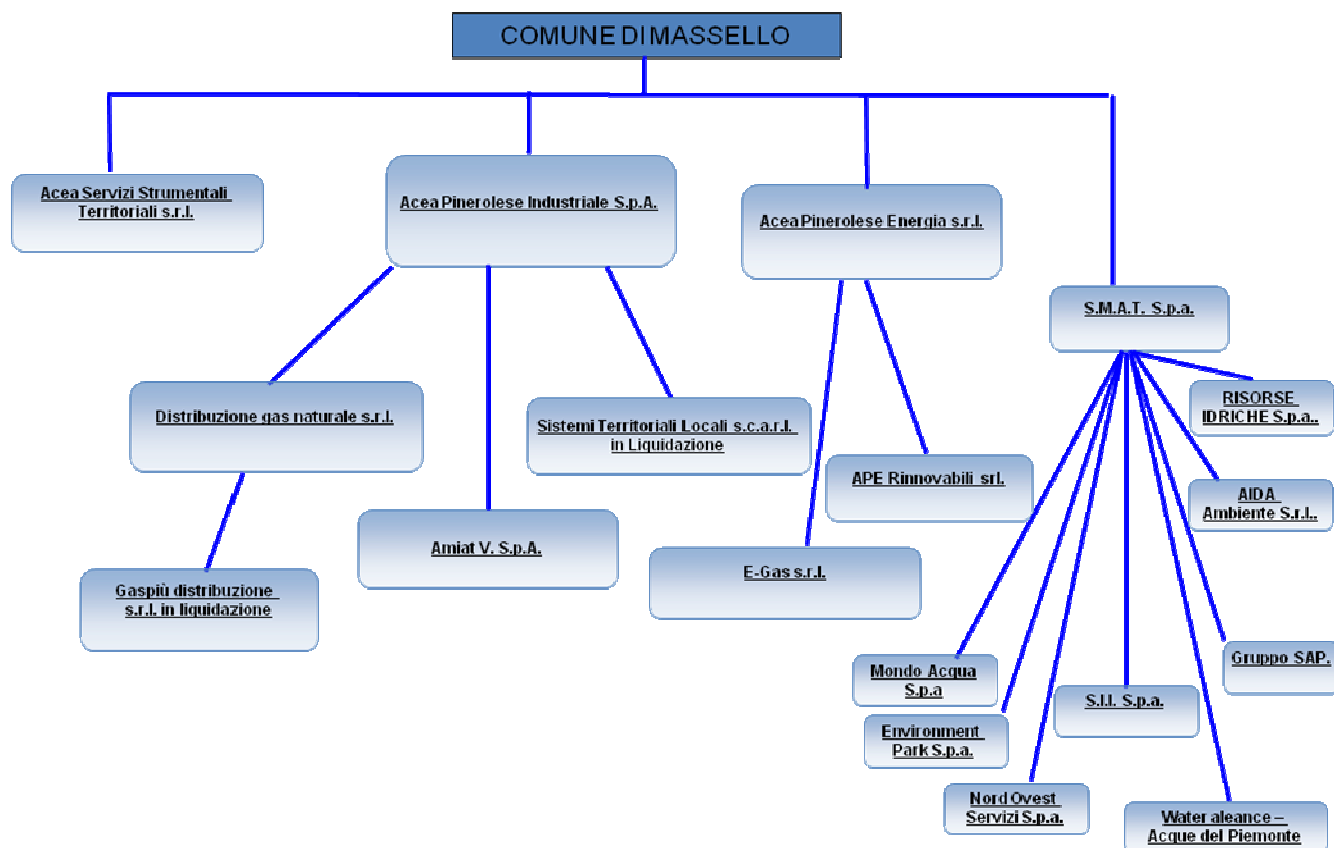 COMUNE DI MASSELLO
Acea Servizi Strumentali
Territoriali s.r.l.
Acea Pinerolese Industriale S.p.A.
Acea Pinerolese Energia s.r.l.
S.M.A.T. S.p.a.
Distribuzione gas naturale s.r.l.
Sistemi Territoriali Locali s.c.a.r.l.
in Liquidazione
RISORSE
IDRICHE S.p.a..
APE Rinnovabili srl.
AIDA
Ambiente S.r.l..
Amiat V. S.p.A.
E-Gas s.r.l.
Gaspiù distribuzione
s.r.l. in liquidazione
Mondo Acqua
S.p.a
Gruppo SAP.
S.I.I. S.p.a.
Environment
Park S.p.a.
Nord Ovest
Servizi S.p.a.
Water aleance –
Acque del Piemonte